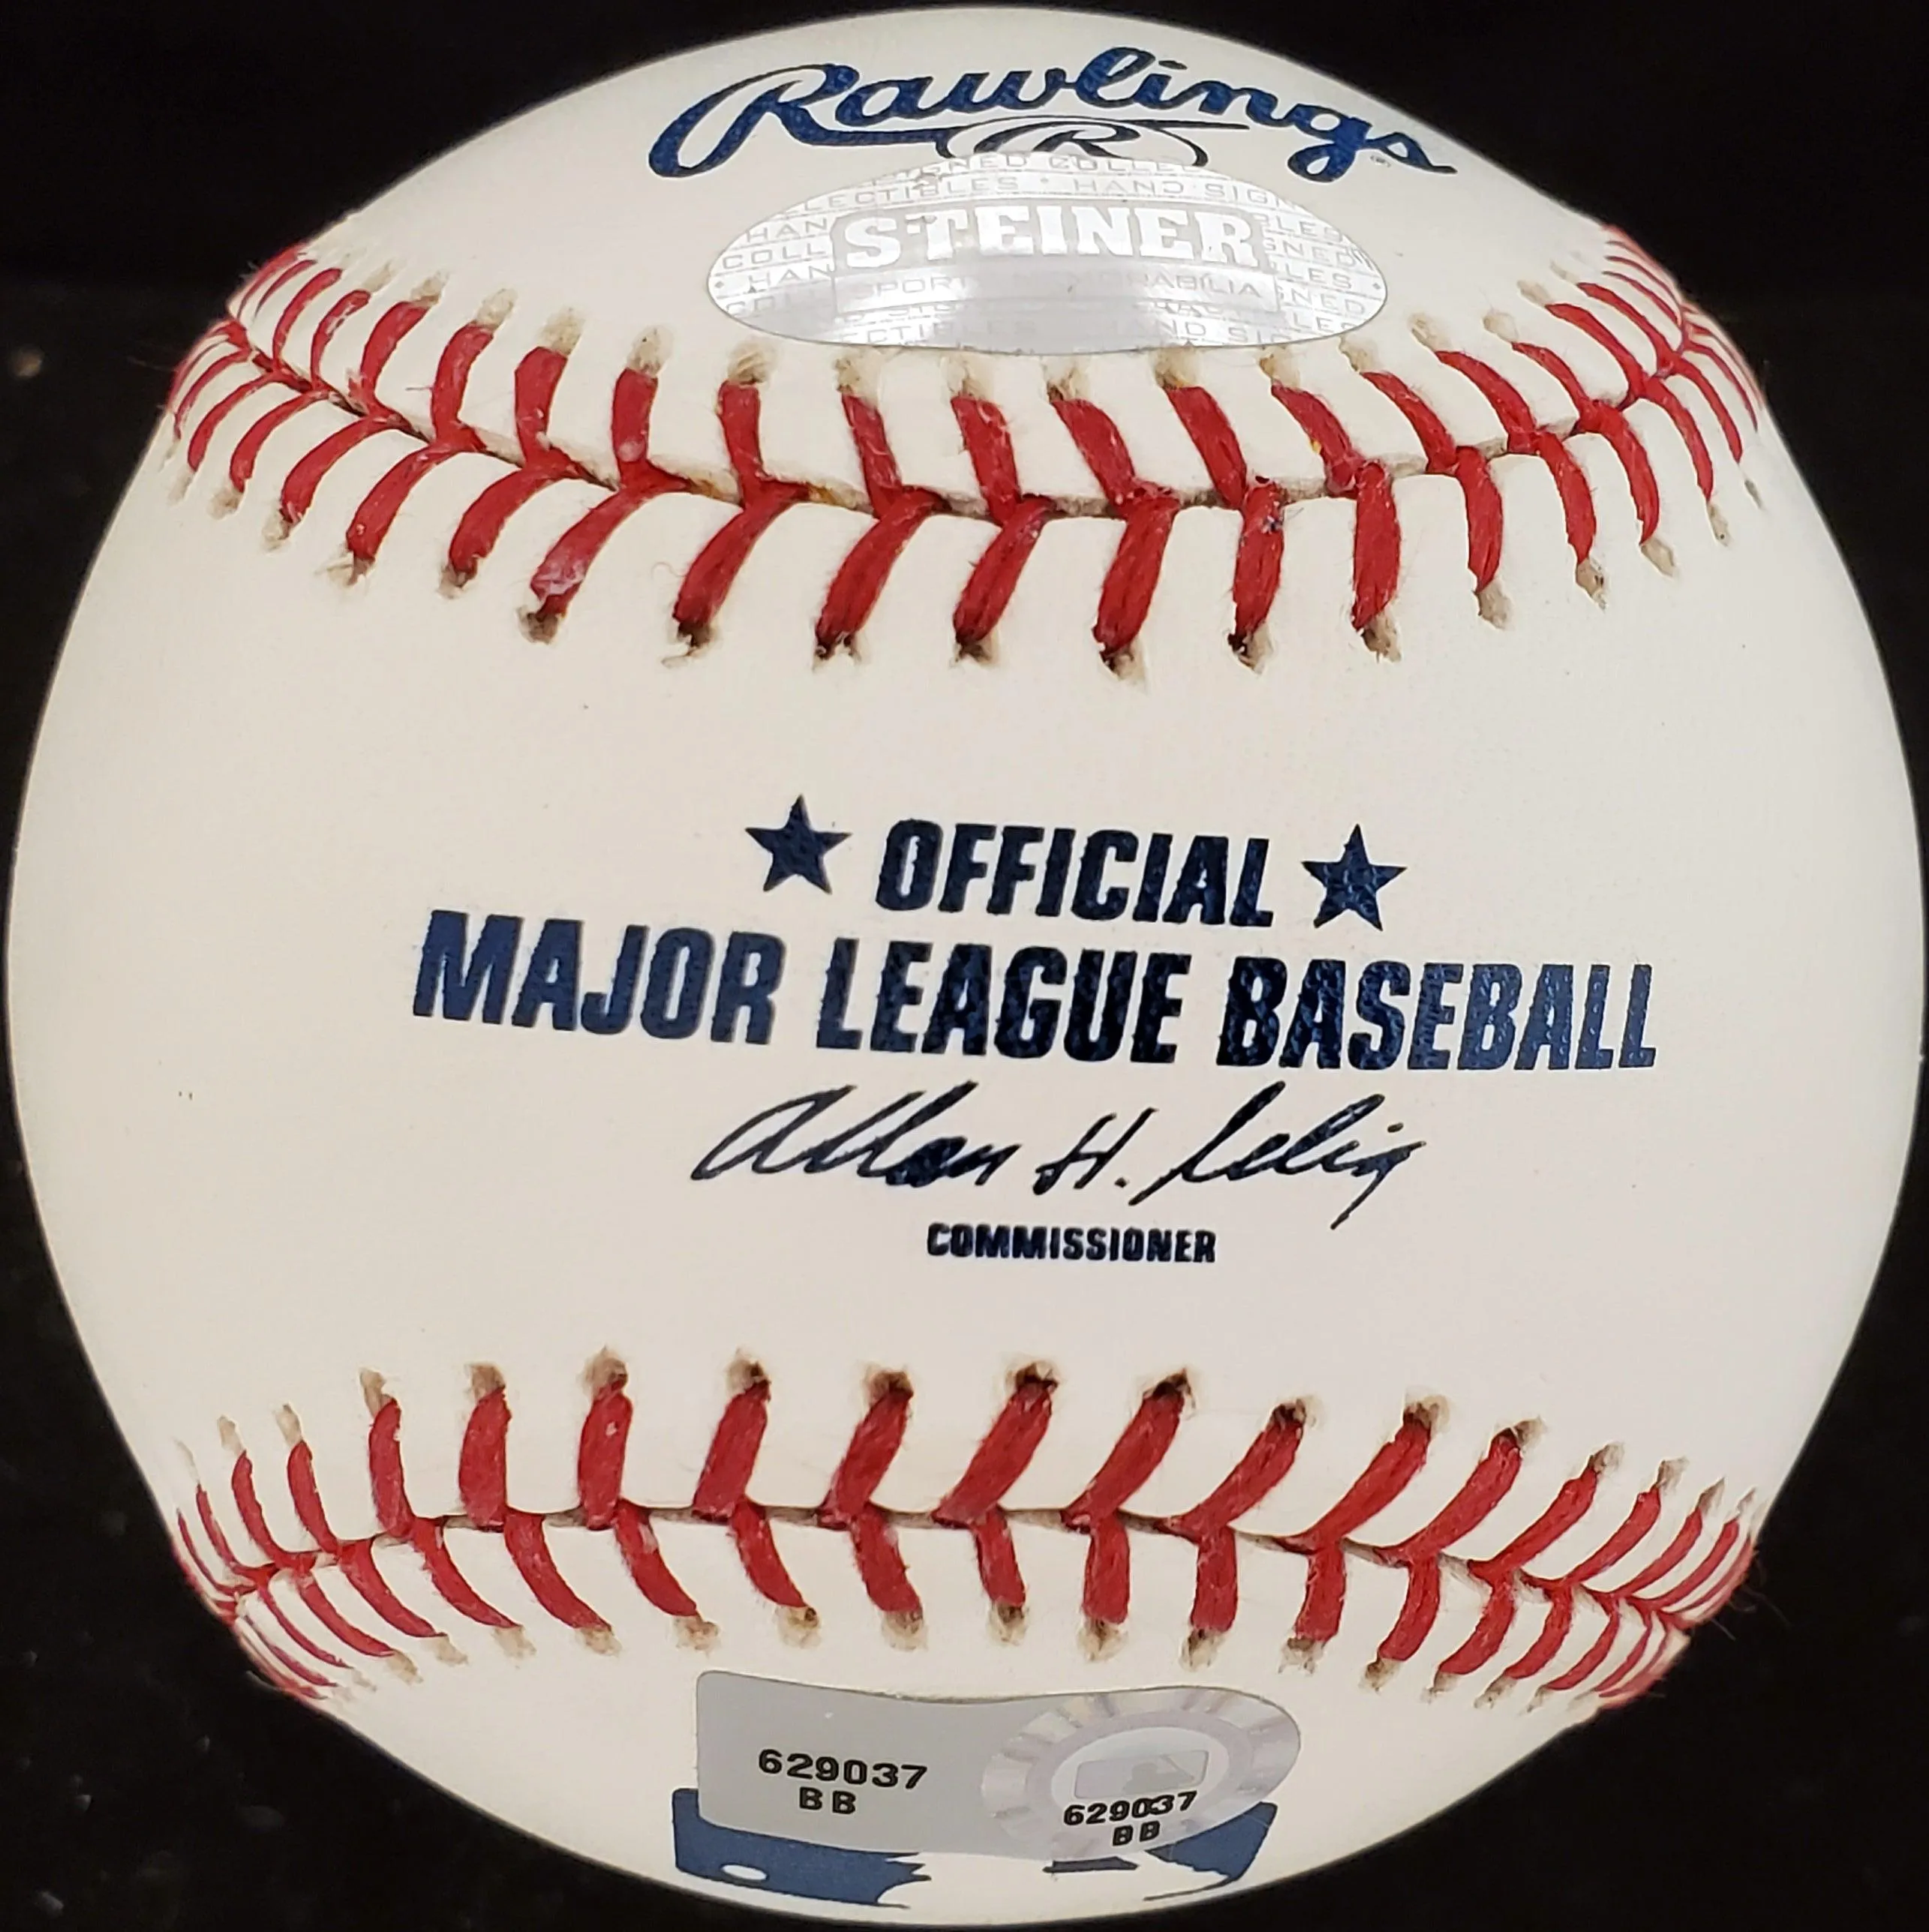 Rawlings
R
STEINER
★ OFFICIAL ★
MAJOR LEAGUE BASEBALL
Allan H. Selig
COMMISSIONER
629037
BB
629037
BB